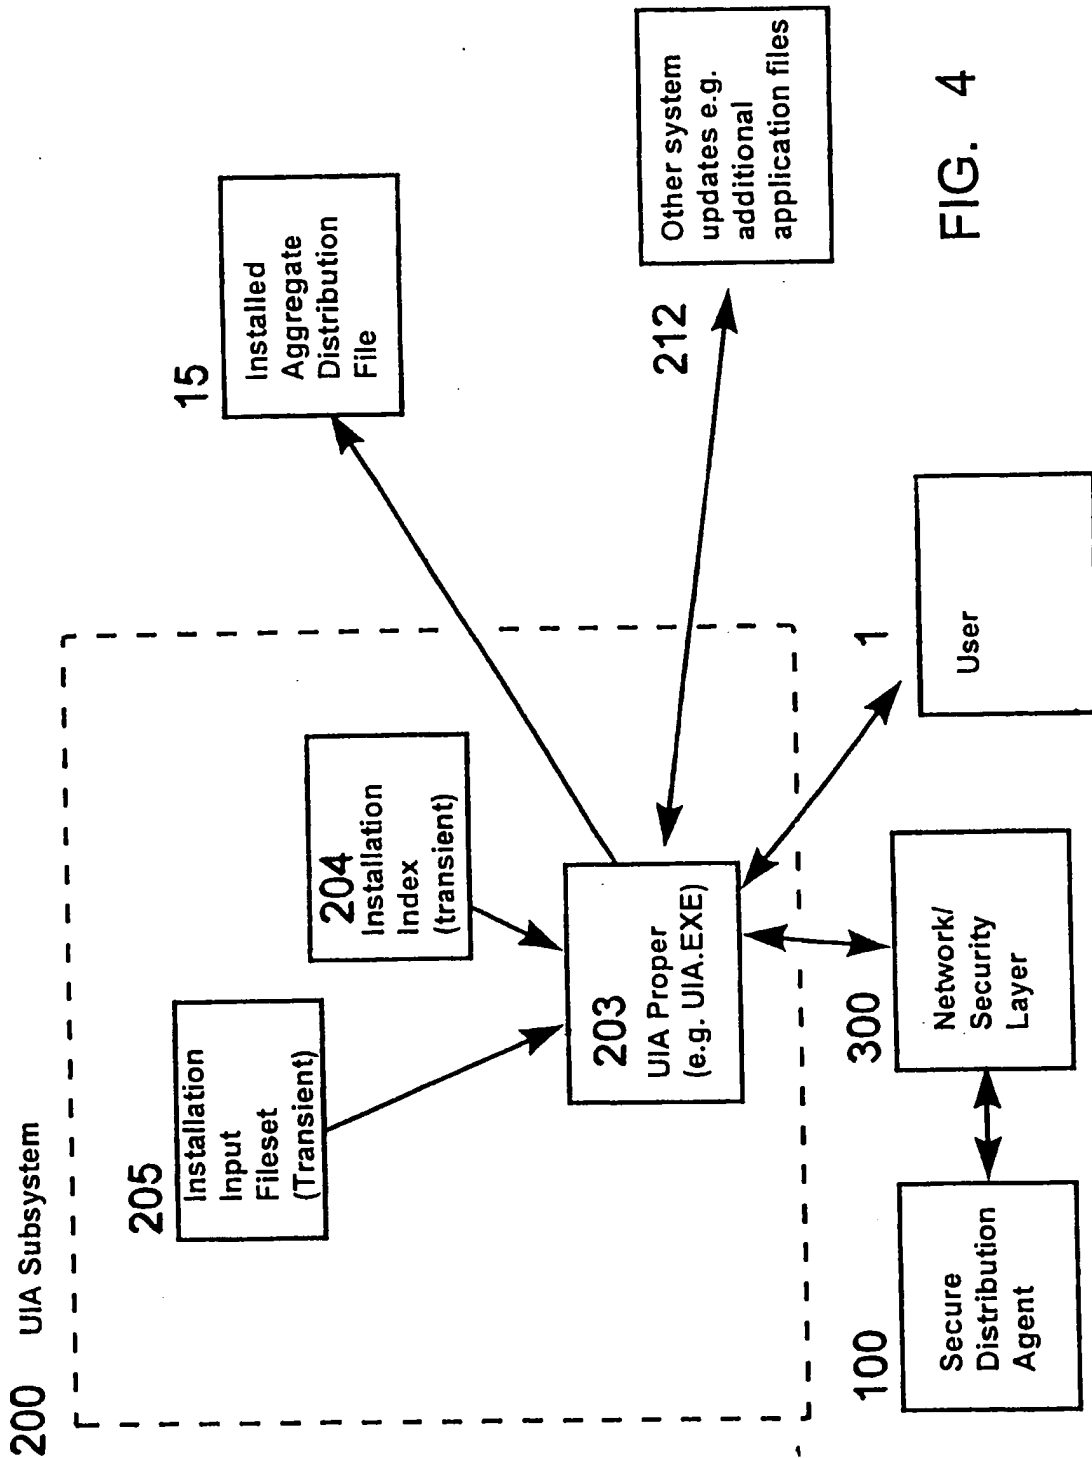 200 UIA Subsystem
205
Installation
Input
Fileset
(Transient)
204
Installation
Index
(transient)
203
UIA Proper
(e.g. UIA.EXE)
15
Installed
Aggregate
Distribution
File
212
Other system
updates e.g.
additional
application files
100
Secure
Distribution
Agent
300
Network/
Security
Layer
1
User
FIG. 4